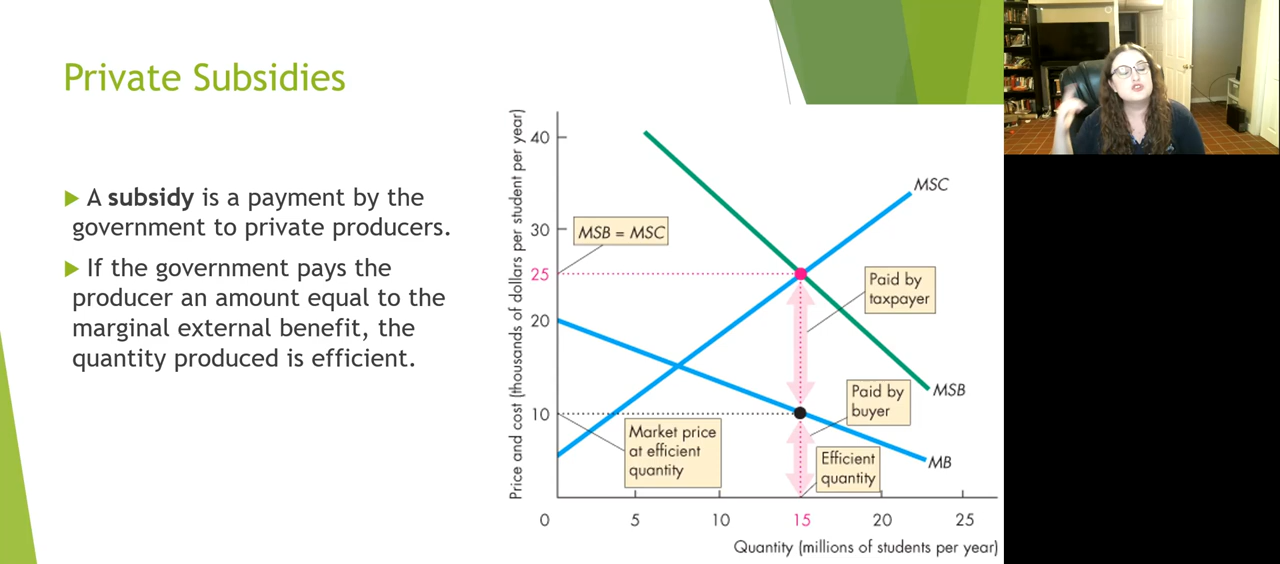 Private Subsidies
A subsidy is a payment by the
government to private producers.
If the government pays the
producer an amount equal to the
marginal external benefit, the
quantity produced is efficient.
Price and cost (thousands of dollars per student per year)
40
30
25
20
10
0
MSB = MSC
MSC
Paid by
taxpayer
MSB
Paid by
buyer
Market price
at efficient
quantity
Efficient
quantity
MB
5
10
15
20
25
Quantity (millions of students per year)